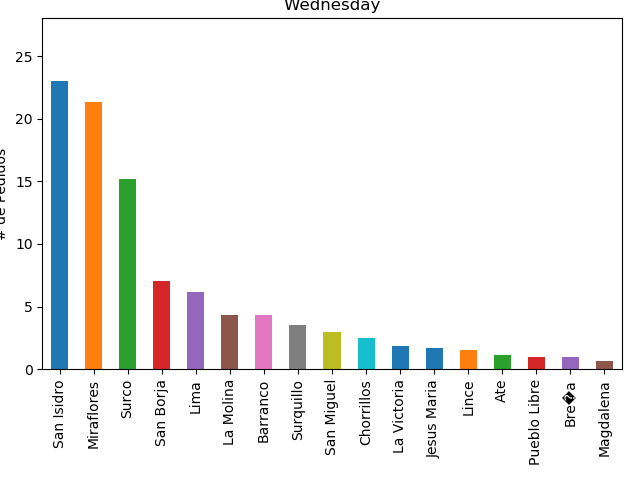 Wednesday
# de Pedidos
25
20
15
10
5
0
San Isidro
Miraflores
Surco
San Borja
Lima
La Molina
Barranco
Surquillo
San Miguel
Chorrillos
La Victoria
Jesus Maria
Lince
Ate
Pueblo Libre
Bre�a
Magdalena